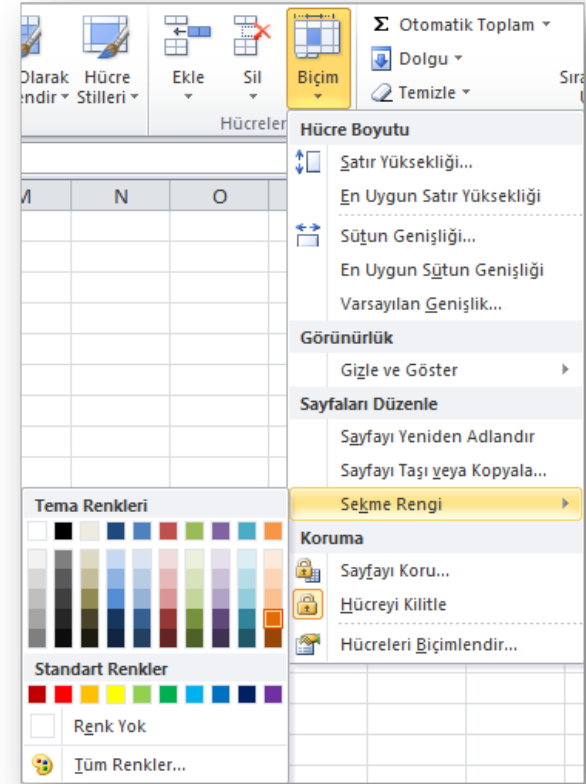 Σ Otomatik Toplam
Dolgu
Temizle
Olarak
Hücre
Stilleri
Ekle
Sil
Biçim
Hücreler
N
O
Hücre Boyutu
Satır Yüksekliği...
En Uygun Satır Yüksekliği
Sütun Genişliği...
En Uygun Sütun Genişliği
Varsayılan Genişlik...
Görünürlük
Gizle ve Göster
Sayfaları Düzenle
Sayfayı Yeniden Adlandır
Sayfayı Taşı veya Kopyala...
Sekme Rengi
Koruma
Sayfayı Koru...
Hücreyi Kilitle
Hücreleri Biçimlendir...
Tema Renkleri
Standart Renkler
Renk Yok
Tüm Renkler...